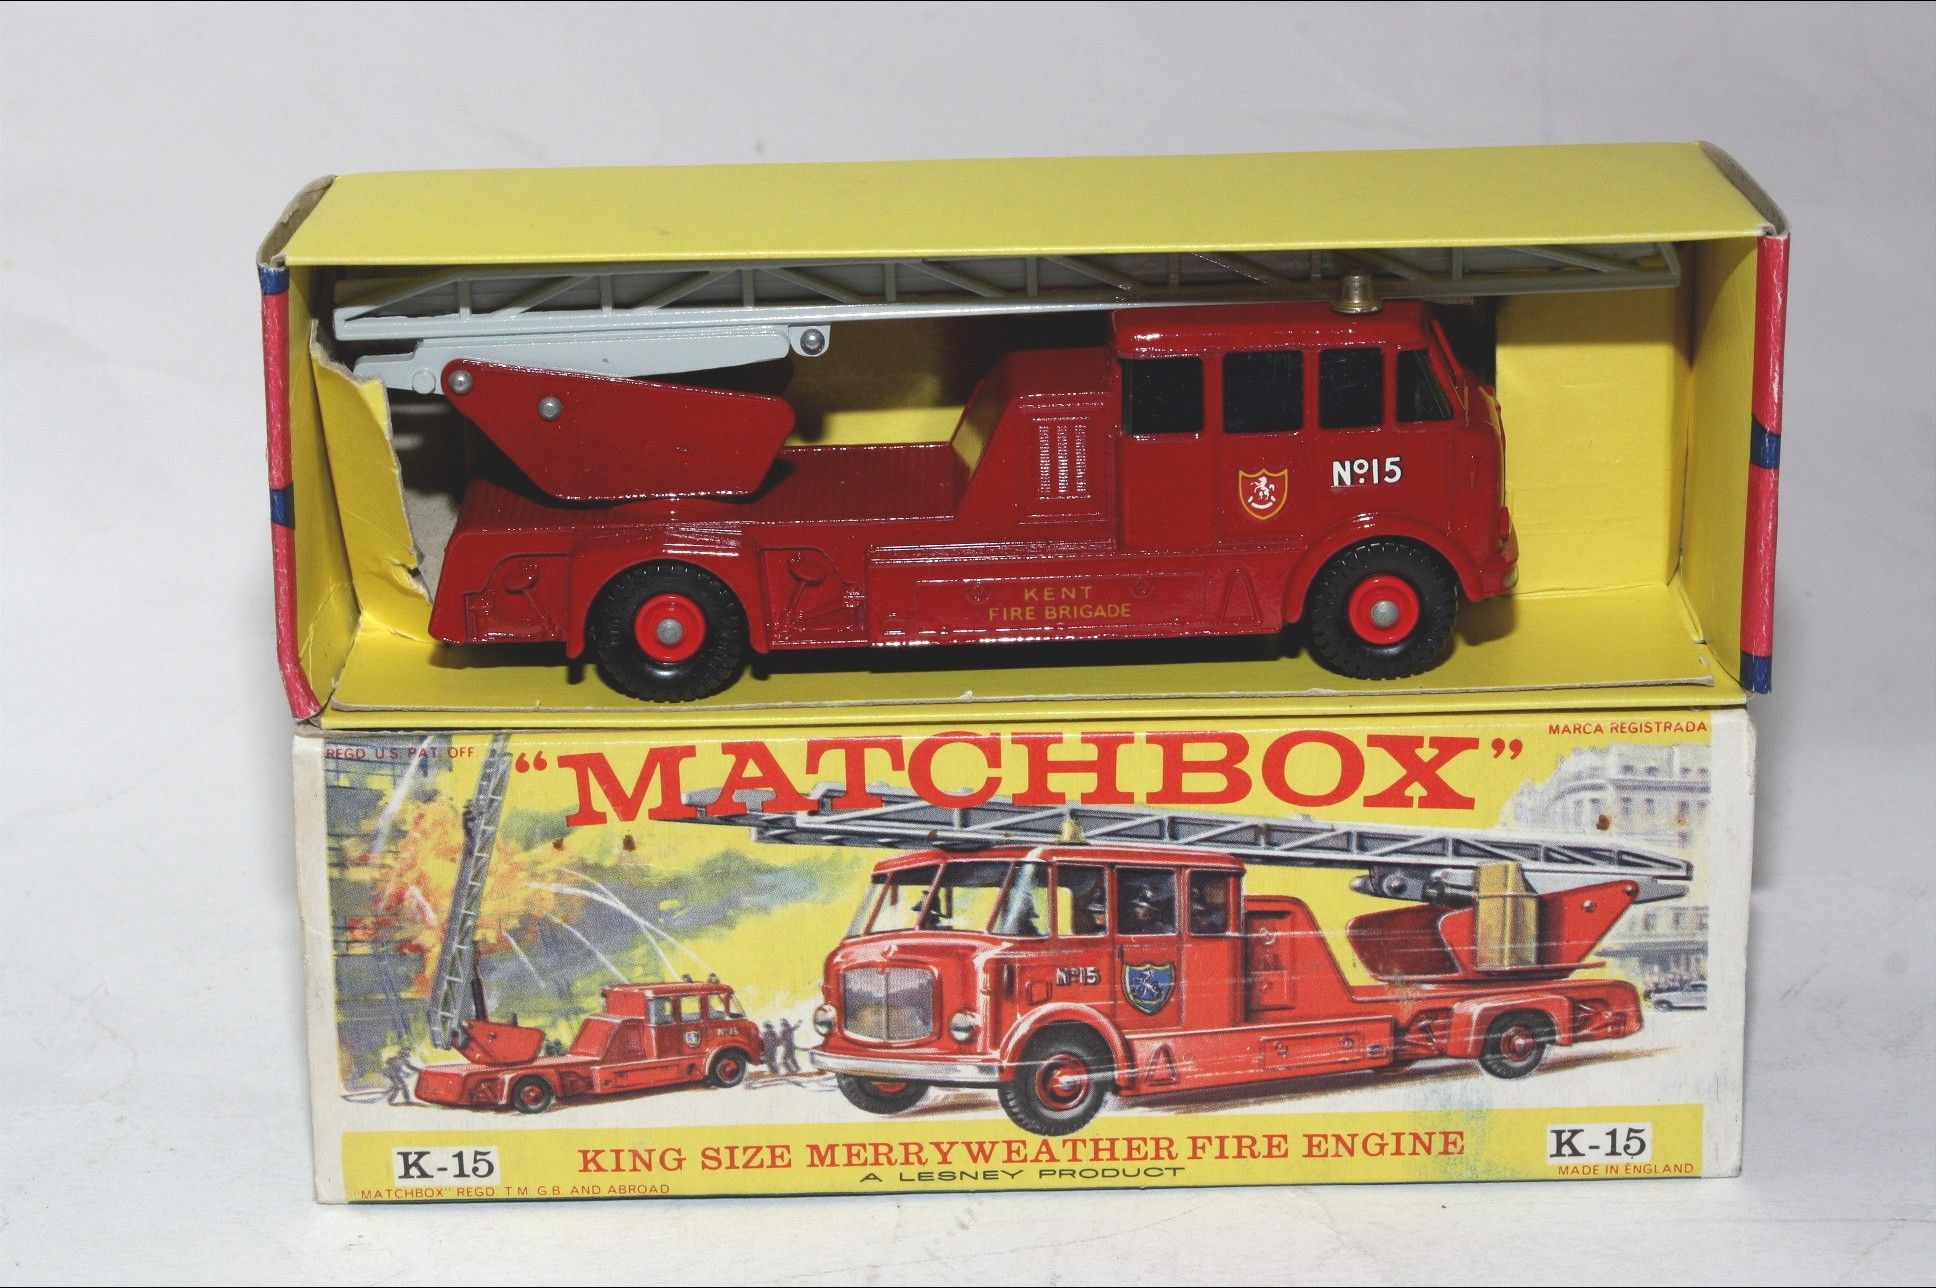 Nº15
KENT
FIRE BRIGADE
REGD U.S PAT OFF
MARCA REGISTRADA
"MATCHBOX"
Nº15
Nº15
K-15
KING SIZE MERRYWEATHER FIRE ENGINE
K-15
A LESNEY PRODUCT
MADE IN ENGLAND
"MATCHBOX" REGD T.M. G.B. AND ABROAD